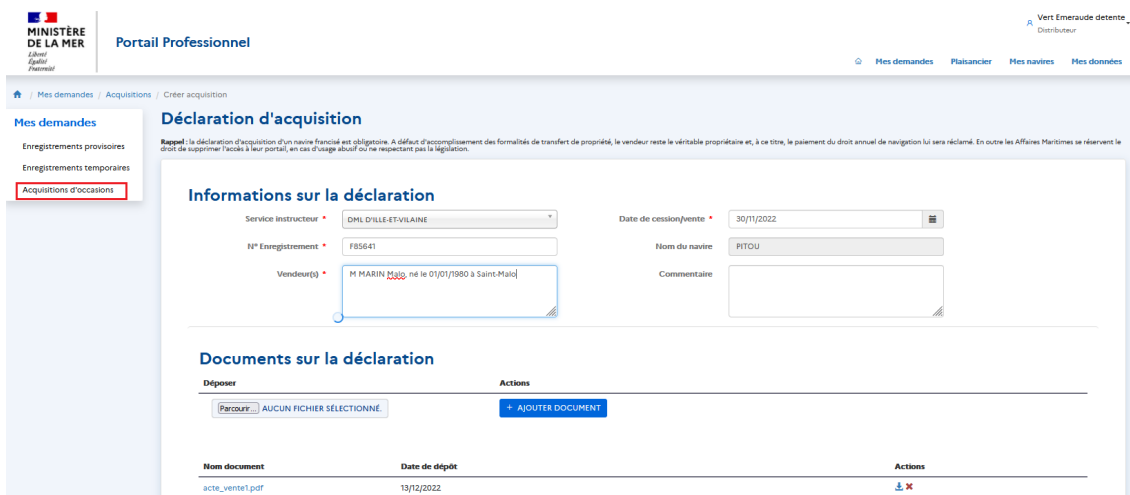 MINISTÈRE
DE LA MER
Liberté
Égalité
Fraternité
Portail Professionnel
Vert Emeraude detente
Distributeur
Mes demandes Plaisancier Mes navires Mes données
/ Mes demandes / Acquisitions / Créer acquisition
Mes demandes
Enregistrements provisoires
Enregistrements temporaires
Acquisitions d'occasions
Déclaration d'acquisition
Rappel : la déclaration d'acquisition d'un navire francisé est obligatoire. A défaut d'accomplissement des formalités de transfert de propriété, le vendeur reste le véritable propriétaire et, à ce titre, le paiement du droit annuel de navigation lui sera réclamé. En outre les Affaires Maritimes se réservent le
droit de supprimer l'accès à leur portail, en cas d'usage abusif ou ne respectant pas la législation.
Informations sur la déclaration
Service instructeur * DML D'ILLE-ET-VILAINE Date de cession/vente * 30/11/2022
N° Enregistrement * F85641 Nom du navire PITOU
Vendeur(s) * M MARIN Malo, né le 01/01/1980 à Saint-Malo Commentaire
Documents sur la déclaration
Déposer Actions
Parcourir... AUCUN FICHIER SÉLECTIONNÉ. + AJOUTER DOCUMENT
Nom document Date de dépôt Actions
acte_vente1.pdf 13/12/2022